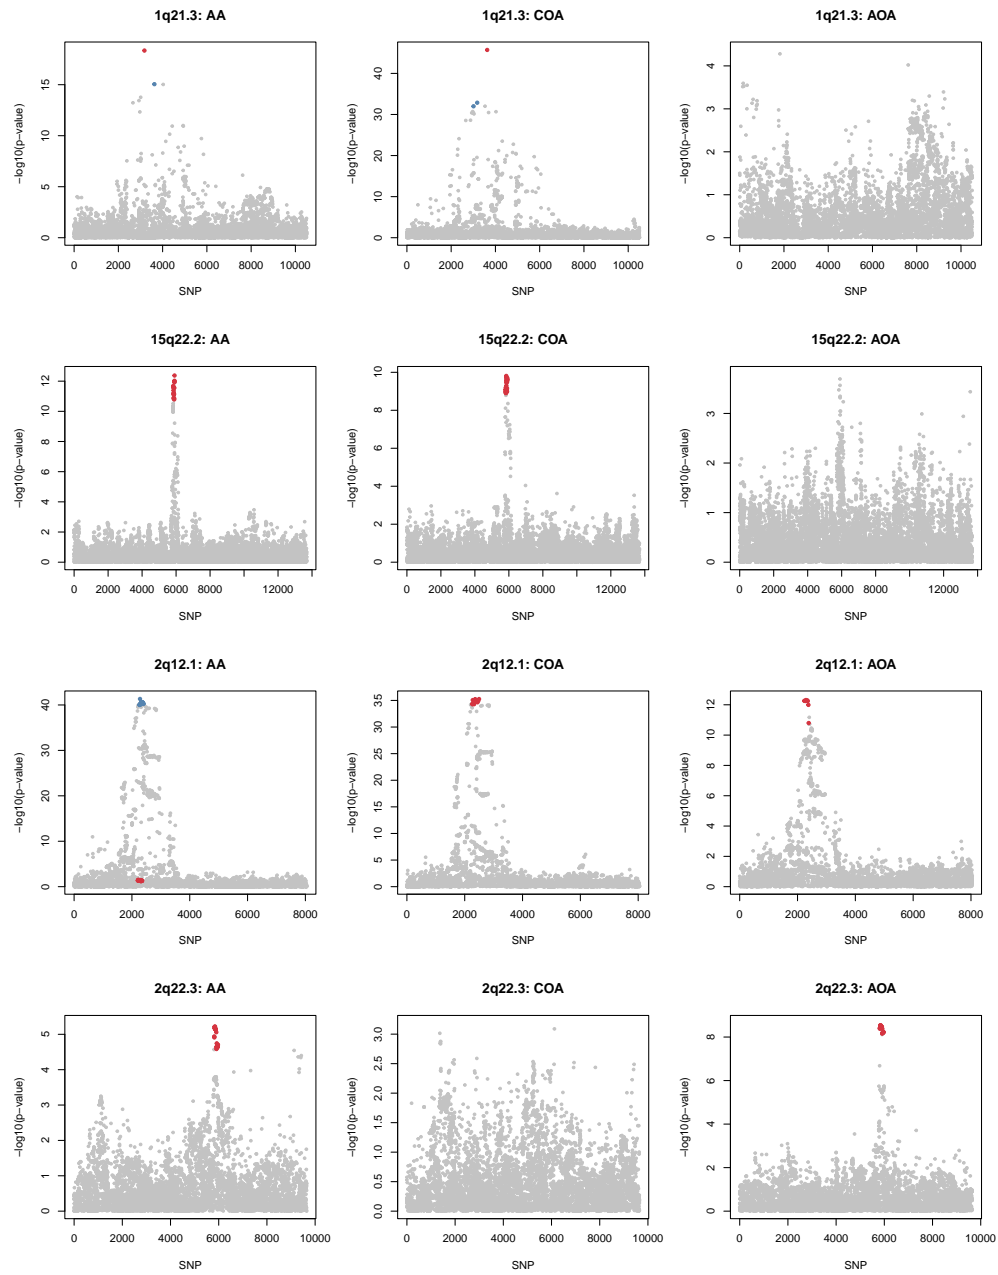 1q21.3: AA
−log10(p−value)
0 5 10 15
0 2000 4000 6000 8000 10000
SNP
1q21.3: COA
−log10(p−value)
0 10 20 30 40
0 2000 4000 6000 8000 10000
SNP
1q21.3: AOA
−log10(p−value)
0 1 2 3 4
0 2000 4000 6000 8000 10000
SNP
15q22.2: AA
−log10(p−value)
0 2 4 6 8 10 12
0 2000 4000 6000 8000 12000
SNP
15q22.2: COA
−log10(p−value)
0 2 4 6 8 10
0 2000 4000 6000 8000 12000
SNP
15q22.2: AOA
−log10(p−value)
0 1 2 3
0 2000 4000 6000 8000 12000
SNP
2q12.1: AA
−log10(p−value)
0 10 20 30 40
0 2000 4000 6000 8000
SNP
2q12.1: COA
−log10(p−value)
0 5 10 15 20 25 30 35
0 2000 4000 6000 8000
SNP
2q12.1: AOA
−log10(p−value)
0 2 4 6 8 10 12
0 2000 4000 6000 8000
SNP
2q22.3: AA
−log10(p−value)
0 1 2 3 4 5
0 2000 4000 6000 8000 10000
SNP
2q22.3: COA
−log10(p−value)
0.0 0.5 1.0 1.5 2.0 2.5 3.0
0 2000 4000 6000 8000 10000
SNP
2q22.3: AOA
−log10(p−value)
0 2 4 6 8
0 2000 4000 6000 8000 10000
SNP